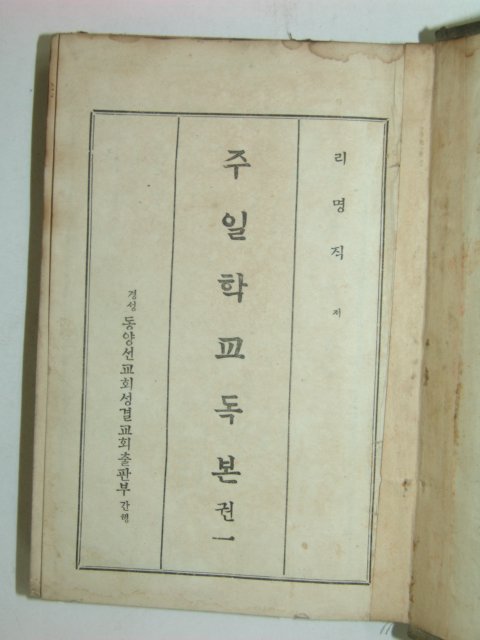 리명직 저
주일학교독본 권一
경성 동양선교회성결교회출판부 간행